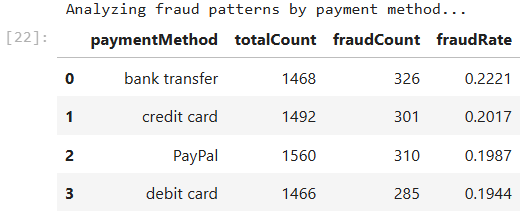 Analyzing fraud patterns by payment method...
[22]: paymentMethod totalCount fraudCount fraudRate
0 bank transfer 1468 326 0.2221
1 credit card 1492 301 0.2017
2 PayPal 1560 310 0.1987
3 debit card 1466 285 0.1944